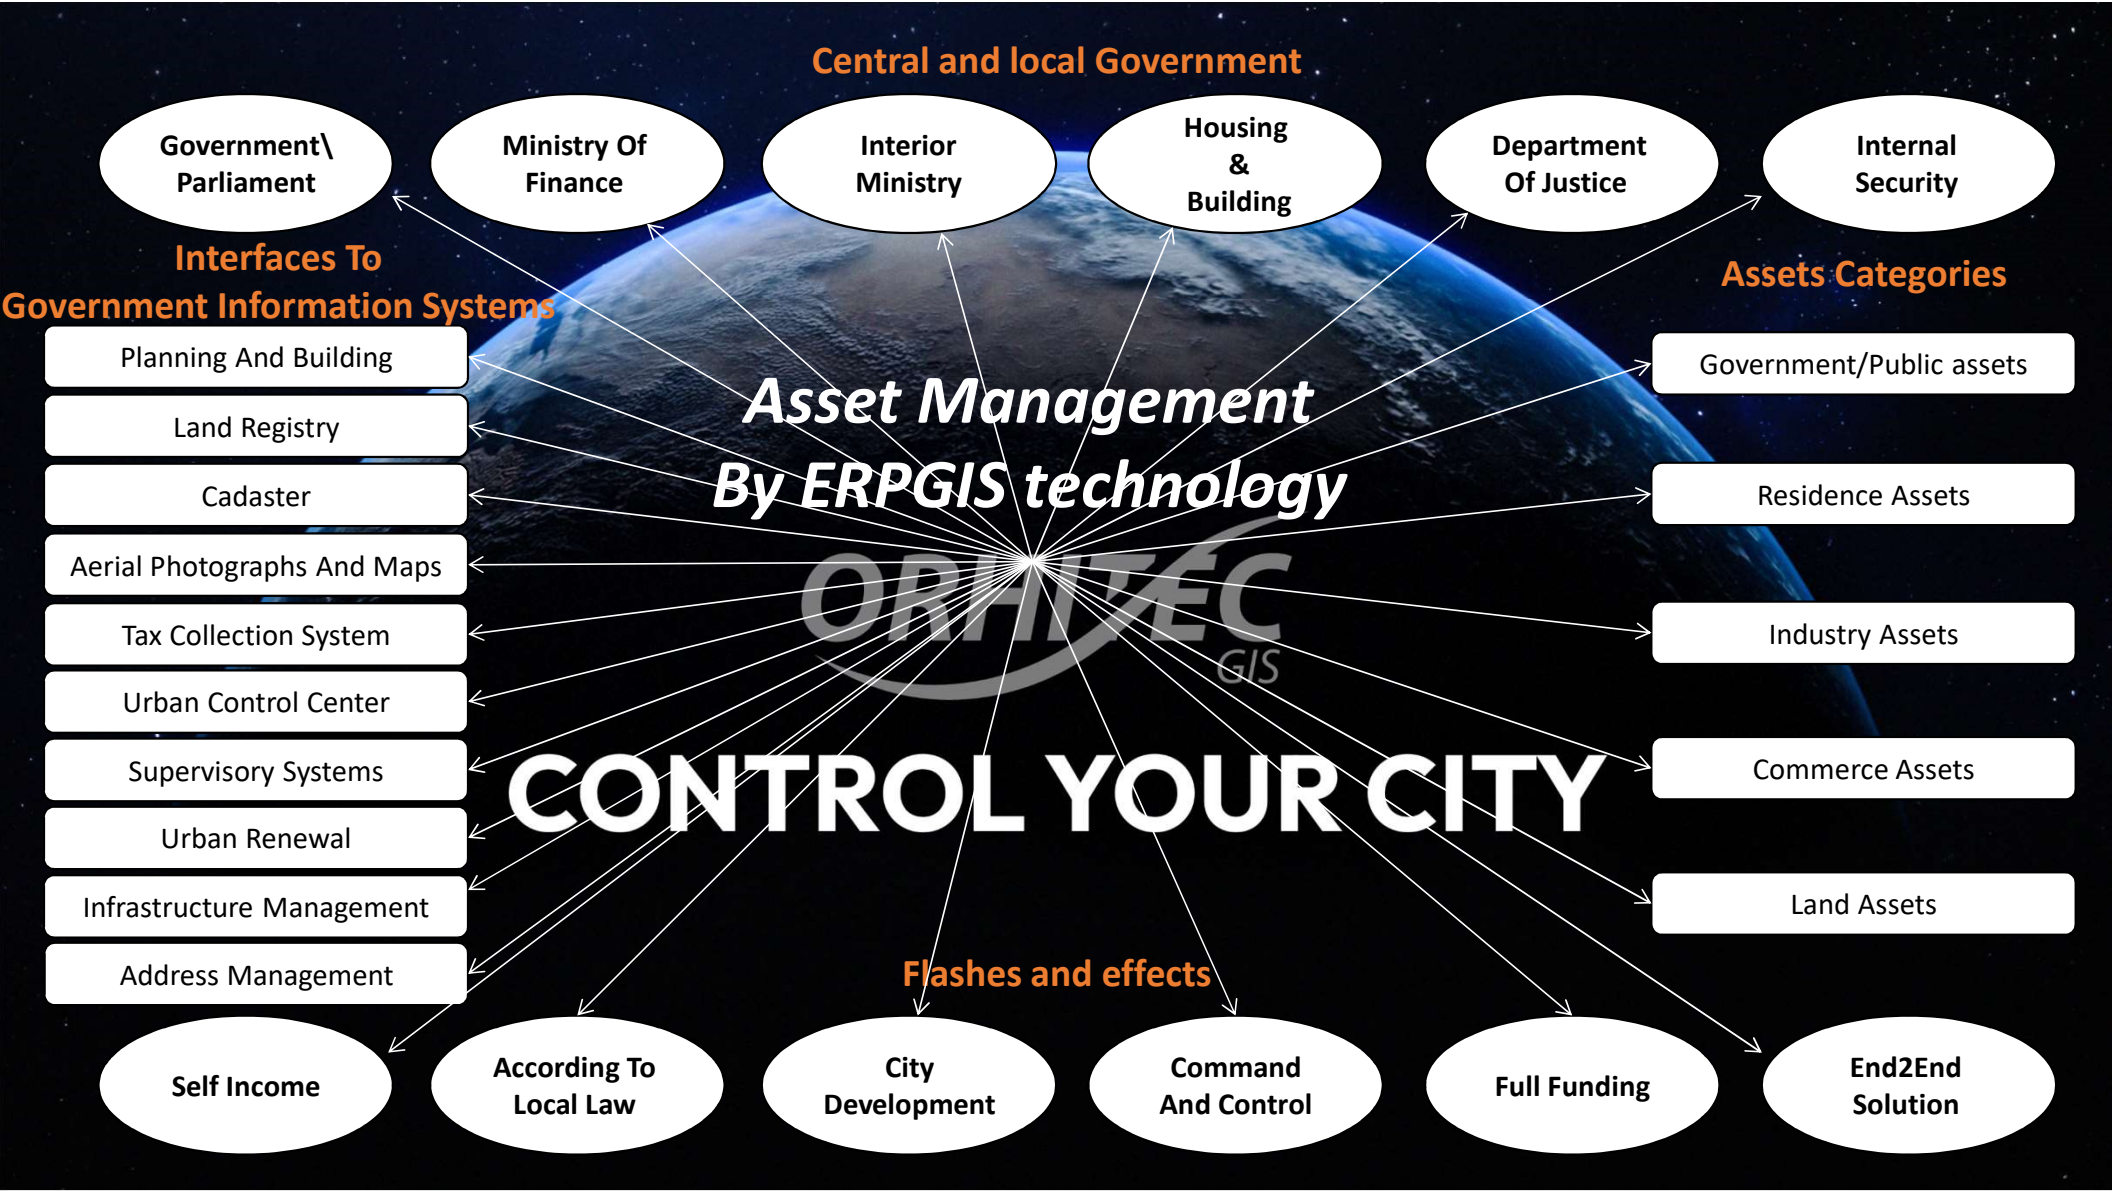 Central and local Government
Government\
Parliament
Ministry Of
Finance
Interior
Ministry
Housing
&
Building
Department
Of Justice
Internal
Security
Interfaces To
Government Information Systems
Planning And Building
Land Registry
Cadaster
Aerial Photographs And Maps
Tax Collection System
Urban Control Center
Supervisory Systems
Urban Renewal
Infrastructure Management
Address Management
Asset Management
By ERPGIS technology
ORHITEC
GIS
CONTROL YOUR CITY
Assets Categories
Government/Public assets
Residence Assets
Industry Assets
Commerce Assets
Land Assets
Flashes and effects
Self Income
According To
Local Law
City
Development
Command
And Control
Full Funding
End2End
Solution